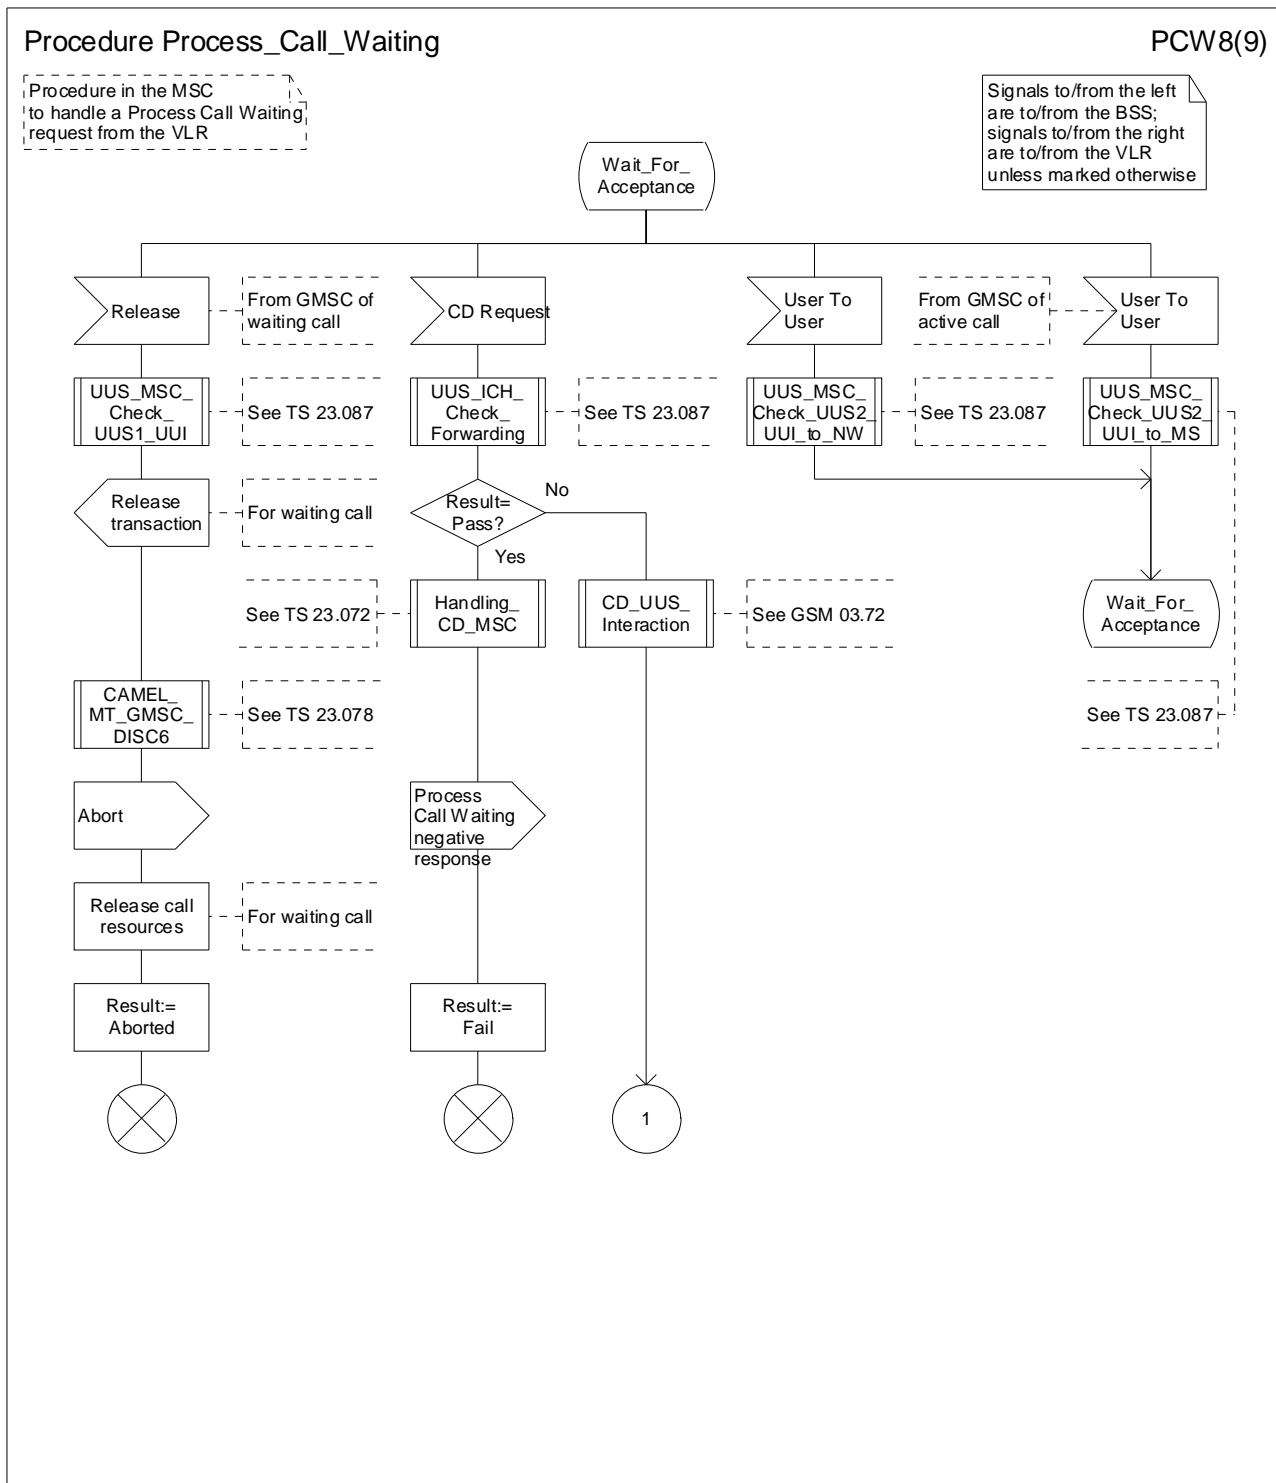 Procedure Process_Call_Waiting
PCW8(9)
Procedure in the MSC
to handle a Process Call Waiting
request from the VLR
Signals to/from the left
are to/from the BSS;
signals to/from the right
are to/from the VLR
unless marked otherwise
Wait_For_
Acceptance
Release
From GMSC of
waiting call
CD Request
User To
User
From GMSC of
active call
User To
User
UUS_MSC_
Check_
UUS1_UUI
See TS 23.087
UUS_ICH_
Check_
Forwarding
See TS 23.087
UUS_MSC_
Check_UUS2_
UUI_to_NW
See TS 23.087
UUS_MSC_
Check_UUS2_
UUI_to_MS
Release
transaction
For waiting call
Result=
Pass?
No
Yes
See TS 23.072
Handling_
CD_MSC
CD_UUS_
Interaction
See GSM 03.72
Wait_For_
Acceptance
CAMEL_
MT_GMSC_
DISC6
See TS 23.078
See TS 23.087
Abort
Process
Call Waiting
negative
response
Release call
resources
For waiting call
Result:=
Aborted
Result:=
Fail
1